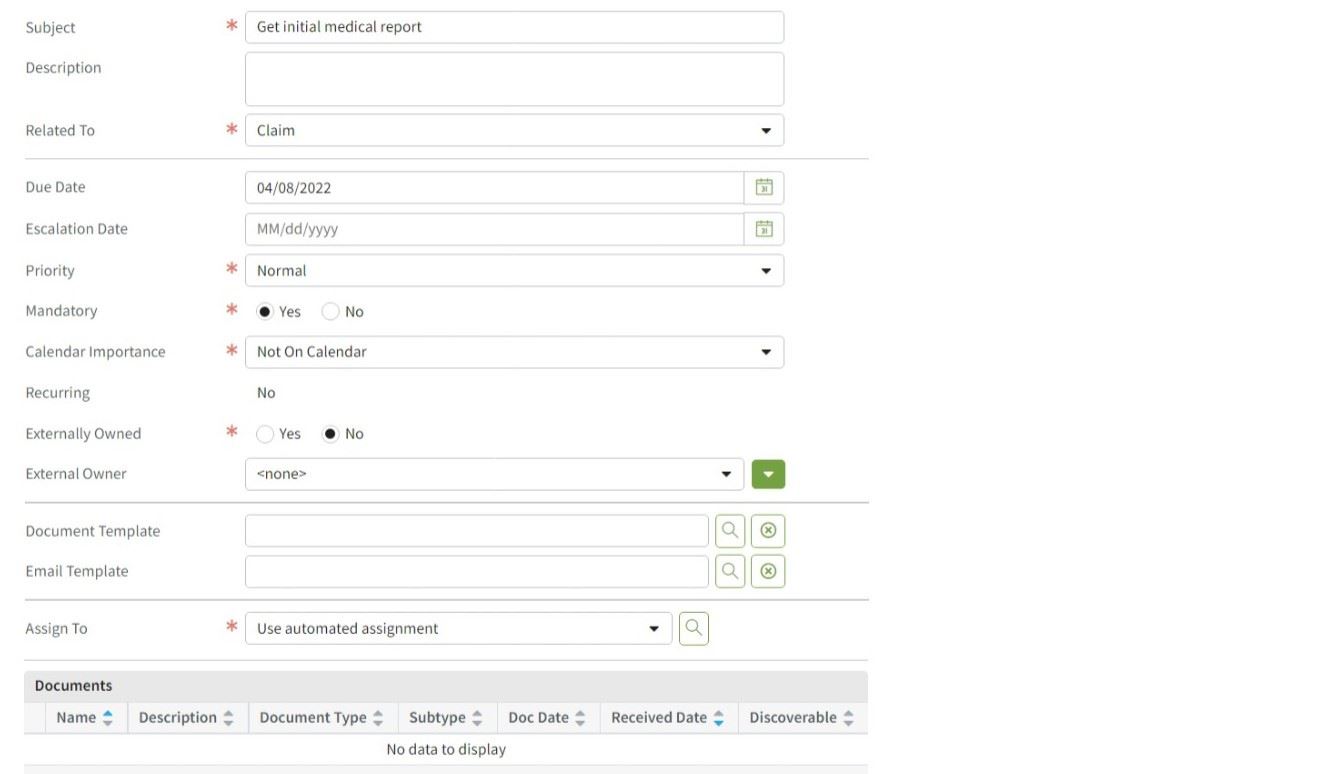 Subject * Get initial medical report
Description
Related To * Claim
Due Date 04/08/2022
Escalation Date MM/dd/yyyy
Priority * Normal
Mandatory * Yes No
Calendar Importance * Not On Calendar
Recurring No
Externally Owned * Yes No
External Owner <none>
Document Template
Email Template
Assign To * Use automated assignment
Documents
Name Description Document Type Subtype Doc Date Received Date Discoverable
No data to display